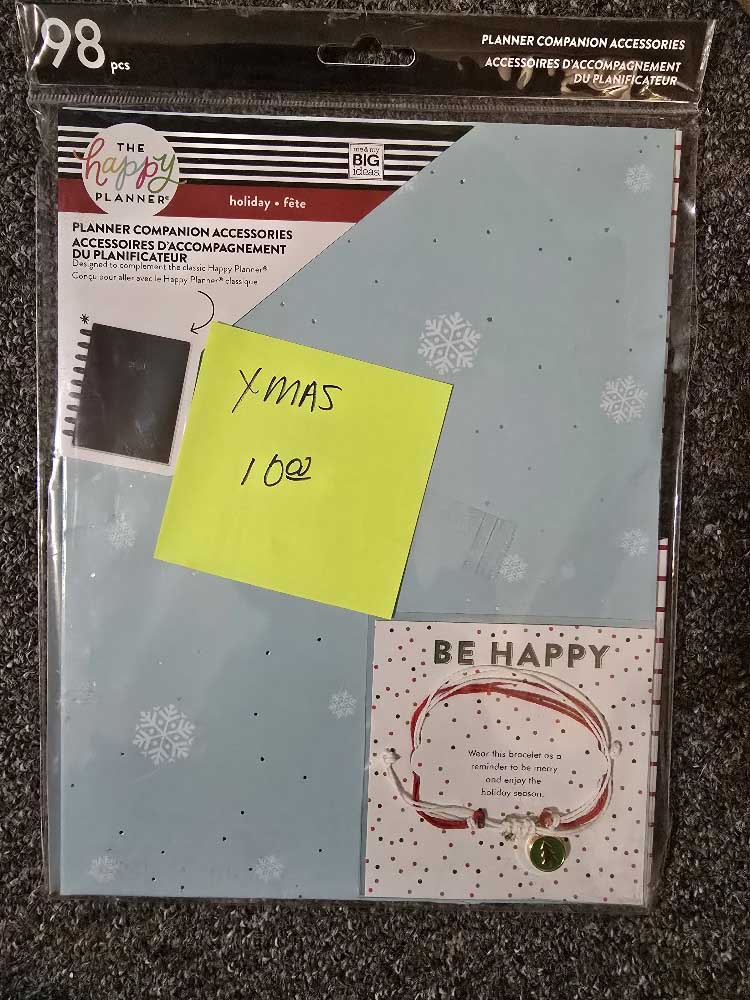 98 pcs
PLANNER COMPANION ACCESSORIES
ACCESSOIRES D'ACCOMPAGNEMENT
DU PLANIFICATEUR
THE
happy
PLANNER®
me & my
BIG
ideas.
holiday • fête
PLANNER COMPANION ACCESSORIES
ACCESSOIRES D'ACCOMPAGNEMENT
DU PLANIFICATEUR
Designed to complement the classic Happy Planner®
Conçu pour aller avec le Happy Planner® classique
*
XMAS
10 00
BE HAPPY
Wear this bracelet as a
reminder to be merry
and enjoy the
holiday season.